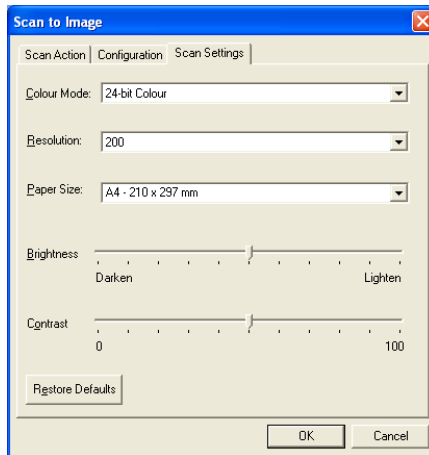 Scan to Image
Scan Action Configuration Scan Settings
Colour Mode: 24-bit Colour
Resolution: 200
Paper Size: A4 - 210 x 297 mm
Brightness
Darken Lighten
Contrast
0 100
Restore Defaults
OK Cancel